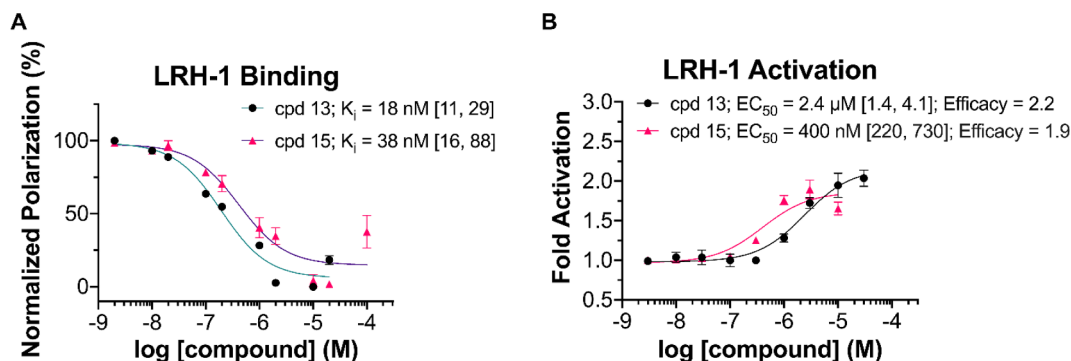 A
LRH-1 Binding
cpd 13; Kᵢ = 18 nM [11, 29]
cpd 15; Kᵢ = 38 nM [16, 88]
Normalized Polarization (%)
100
50
0
-9 -8 -7 -6 -5 -4 -3
log [compound] (M)
B
LRH-1 Activation
cpd 13; EC₅₀ = 2.4 µM [1.4, 4.1]; Efficacy = 2.2
cpd 15; EC₅₀ = 400 nM [220, 730]; Efficacy = 1.9
Fold Activation
3.0
2.5
2.0
1.5
1.0
0.5
-9 -8 -7 -6 -5 -4 -3
log [compound] (M)